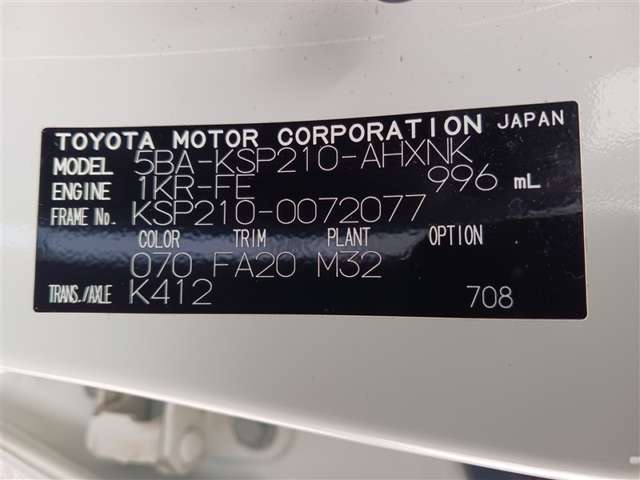 TOYOTA MOTOR CORPORATION JAPAN
MODEL 5BA-KSP210-AHXNK
ENGINE 1KR-FE 996 mL
FRAME No. KSP210-0072077
COLOR TRIM PLANT OPTION
070 FA20 M32
TRANS./AXLE K412 708